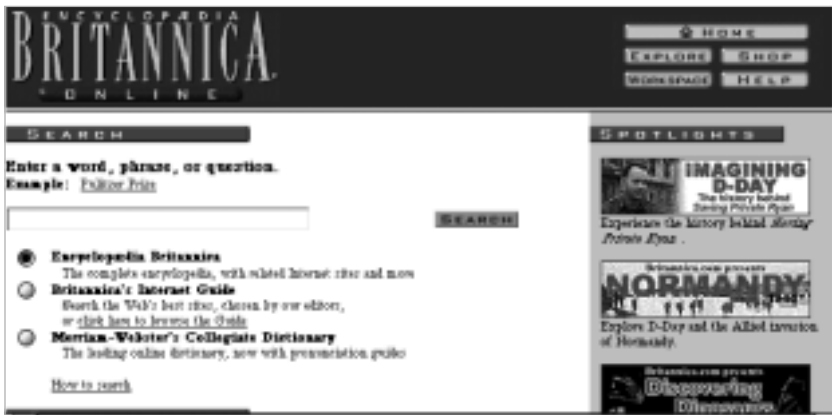 ENCYCLOPÆDIA
BRITANNICA
ONLINE
HOME
EXPLORE SHOP
WORKSPACE HELP
SEARCH
Enter a word, phrase, or question.
Example: Pulitzer Prize
SEARCH
Encyclopædia Britannica
The complete encyclopedia, with related Internet sites and more
Britannica's Internet Guide
Search the Web's best sites, chosen by our editors,
or click here to browse the Guide
Merriam-Webster's Collegiate Dictionary
The leading online dictionary, now with pronunciation guides
How to search
SPOTLIGHTS
IMAGINING
D-DAY
The history behind
Saving Private Ryan
Experience the history behind Saving
Private Ryan .
Britannica.com presents
NORMANDY
Explore D-Day and the Allied invasion
of Normandy.
Britannica.com presents
Discovering
Dinosaurs